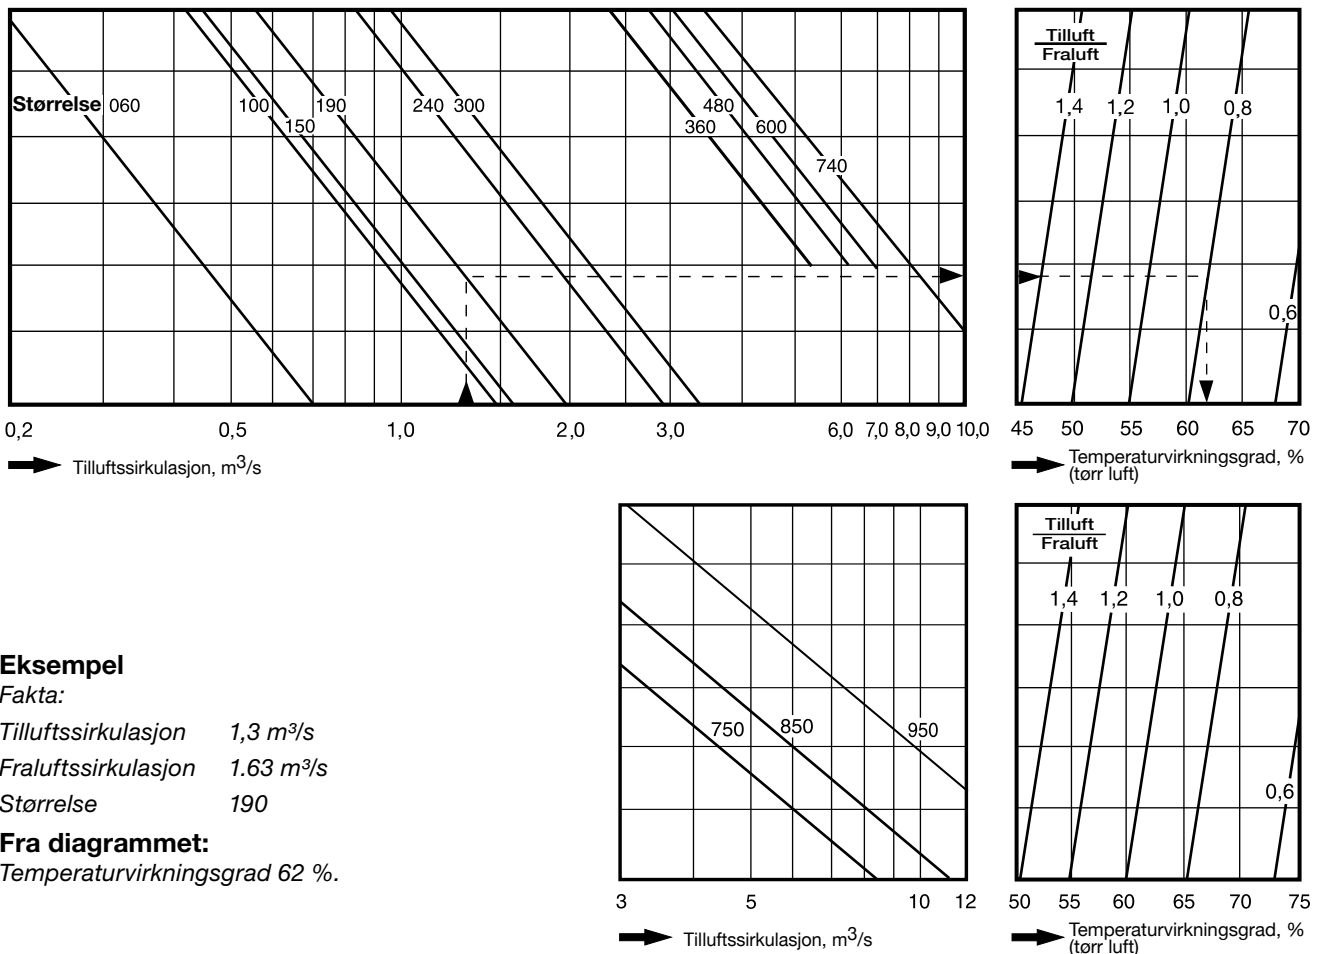 Tilluft
Fraluft
Størrelse 060 100 150 190 240 300 360 480 600 740
1,4 1,2 1,0 0,8
0,6
0,2 0,5 1,0 2,0 3,0 6,0 7,0 8,0 9,0 10,0
45 50 55 60 65 70
Tilluftssirkulasjon, m³/s
Temperaturvirkningsgrad, %
(tørr luft)
Tilluft
Fraluft
1,4 1,2 1,0 0,8
750 850 950
0,6
3 5 10 12
50 55 60 65 70 75
Tilluftssirkulasjon, m³/s
Temperaturvirkningsgrad, %
(tørr luft)
Eksempel
Fakta:
Tilluftssirkulasjon 1,3 m³/s
Fraluftssirkulasjon 1.63 m³/s
Størrelse 190
Fra diagrammet:
Temperaturvirkningsgrad 62 %.